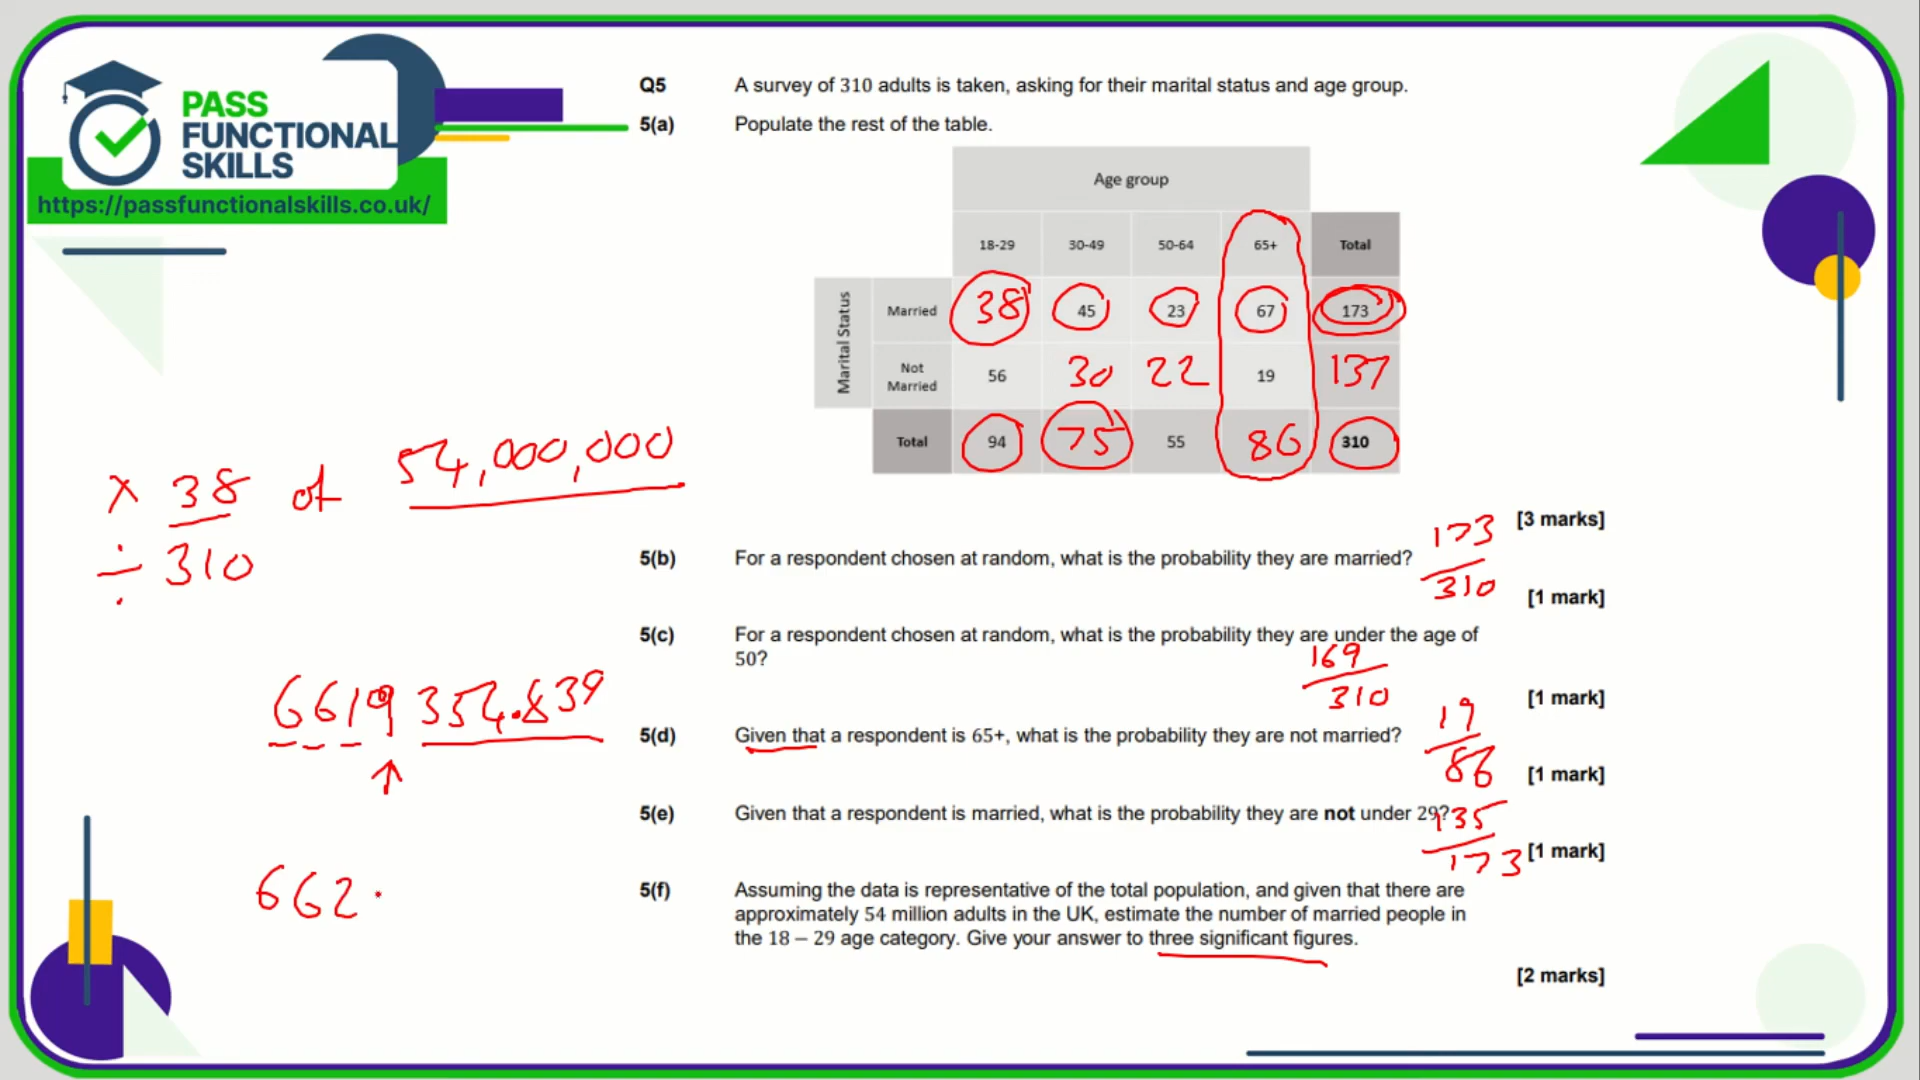 PASS
FUNCTIONAL
SKILLS
https://passfunctionalskills.co.uk/
Q5 A survey of 310 adults is taken, asking for their marital status and age group.
5(a) Populate the rest of the table.
Age group
18-29 30-49 50-64 65+ Total
Marital Status
Married 38 45 23 67 173
Not Married 56 30 22 19 137
Total 94 75 55 86 310
× 38 of 54,000,000
÷ 310
[3 marks]
5(b) For a respondent chosen at random, what is the probability they are married? 173/310
[1 mark]
5(c) For a respondent chosen at random, what is the probability they are under the age of
50? 169/310
[1 mark]
6619354.839
5(d) Given that a respondent is 65+, what is the probability they are not married? 19/86
[1 mark]
5(e) Given that a respondent is married, what is the probability they are not under 29? 135/173
[1 mark]
662.
5(f) Assuming the data is representative of the total population, and given that there are
approximately 54 million adults in the UK, estimate the number of married people in
the 18 – 29 age category. Give your answer to three significant figures.
[2 marks]